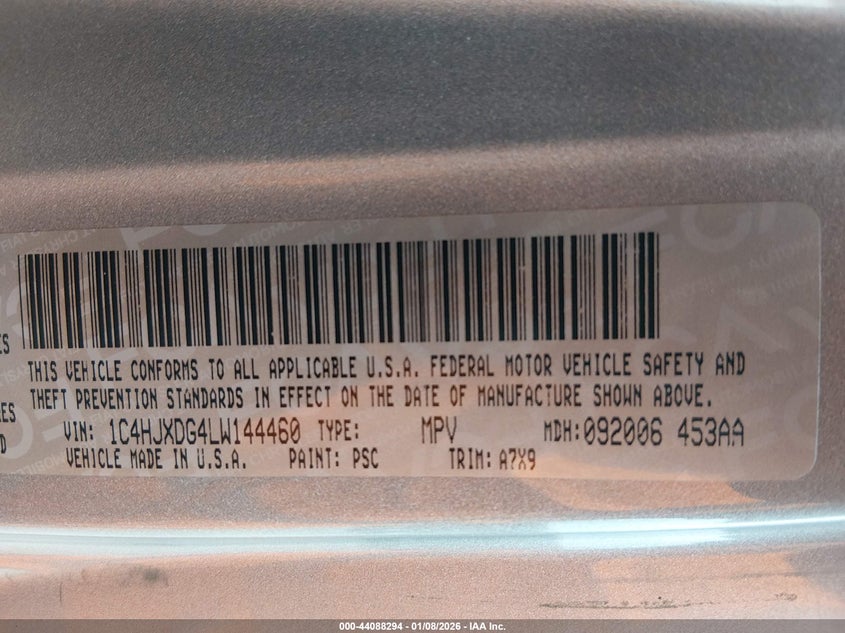 ES
THIS VEHICLE CONFORMS TO ALL APPLICABLE U.S.A. FEDERAL MOTOR VEHICLE SAFETY AND
THEFT PREVENTION STANDARDS IN EFFECT ON THE DATE OF MANUFACTURE SHOWN ABOVE.
VIN: 1C4HJXDG4LW144460 TYPE: MPV MDH:092006 453AA
VEHICLE MADE IN U.S.A. PAINT: PSC TRIM: A7X9
000-44088294 - 01/08/2026 - IAA Inc.